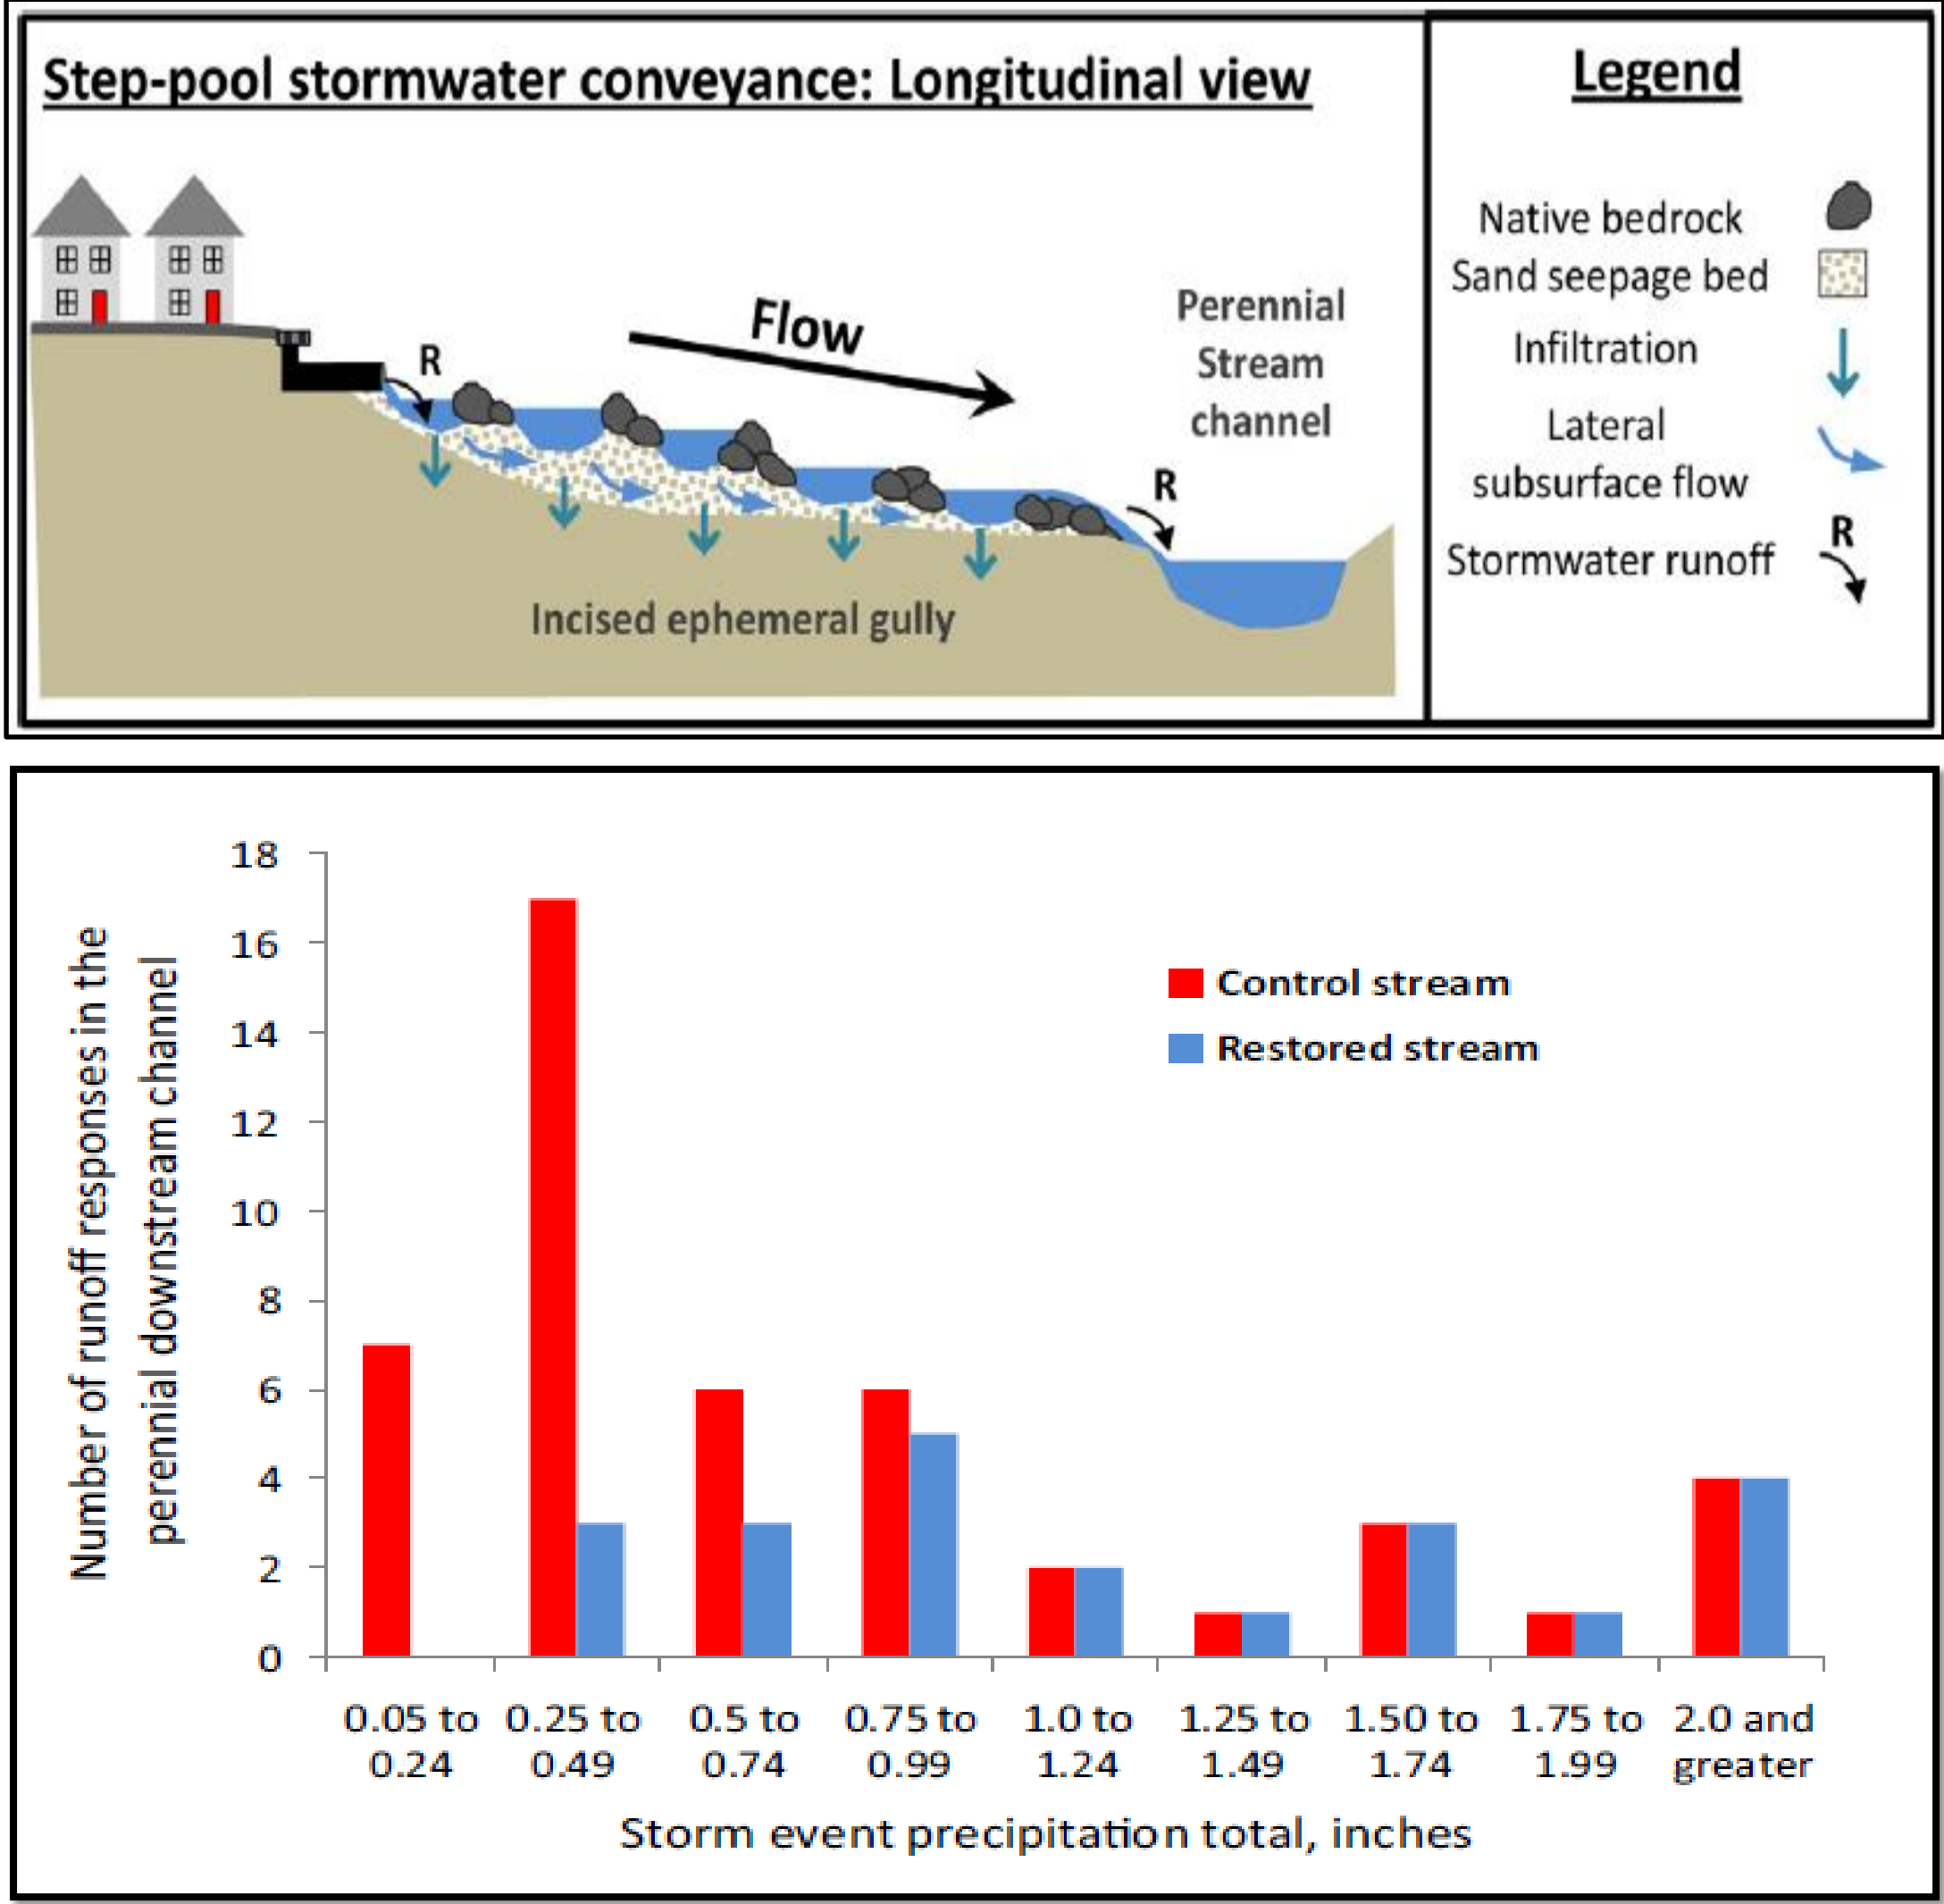 Step-pool stormwater conveyance: Longitudinal view
R
Flow
Perennial
Stream
channel
R
Incised ephemeral gully
Legend
Native bedrock
Sand seepage bed
Infiltration
Lateral
subsurface flow
R
Stormwater runoff
Number of runoff responses in the
perennial downstream channel
18
16
14
12
10
8
6
4
2
0
Control stream
Restored stream
0.05 to 0.25 to 0.5 to 0.75 to 1.0 to 1.25 to 1.50 to 1.75 to 2.0 and
0.24 0.49 0.74 0.99 1.24 1.49 1.74 1.99 greater
Storm event precipitation total, inches